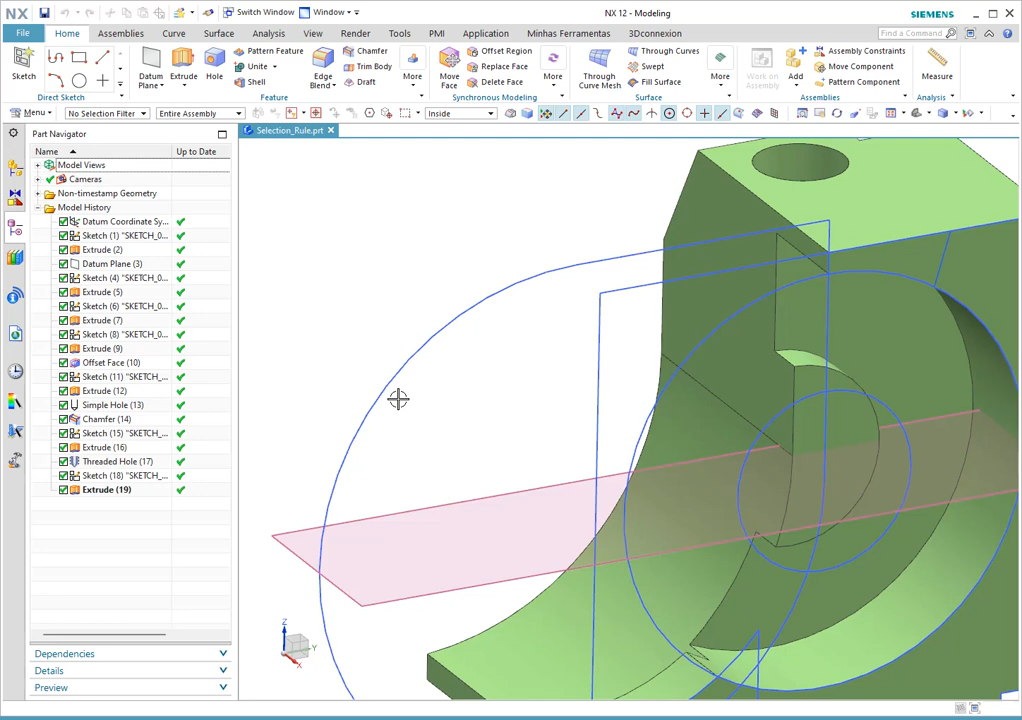 NX
Switch Window
Window
NX 12 - Modeling
SIEMENS
File
Home
Assemblies
Curve
Surface
Analysis
View
Render
Tools
PMI
Application
Minhas Ferramentas
3Dconnexion
Find a Command
Sketch
Direct Sketch
Datum Plane
Extrude
Hole
Pattern Feature
Unite
Shell
Edge Blend
Chamfer
Trim Body
Draft
More
Feature
Move Face
Offset Region
Replace Face
Delete Face
More
Synchronous Modeling
Through Curve Mesh
Through Curves
Swept
Fill Surface
More
Surface
Work on Assembly
Add
Assembly Constraints
Move Component
Pattern Component
Assemblies
Measure
Analysis
Menu
No Selection Filter
Entire Assembly
Inside
Part Navigator
Selection_Rule.prt
Name
Up to Date
Model Views
Cameras
Non-timestamp Geometry
Model History
Datum Coordinate Sy...
Sketch (1) "SKETCH_0...
Extrude (2)
Datum Plane (3)
Sketch (4) "SKETCH_0...
Extrude (5)
Sketch (6) "SKETCH_0...
Extrude (7)
Sketch (8) "SKETCH_0...
Extrude (9)
Offset Face (10)
Sketch (11) "SKETCH_...
Extrude (12)
Simple Hole (13)
Chamfer (14)
Sketch (15) "SKETCH_...
Extrude (16)
Threaded Hole (17)
Sketch (18) "SKETCH_...
Extrude (19)
Dependencies
Details
Preview
Z
Y
X